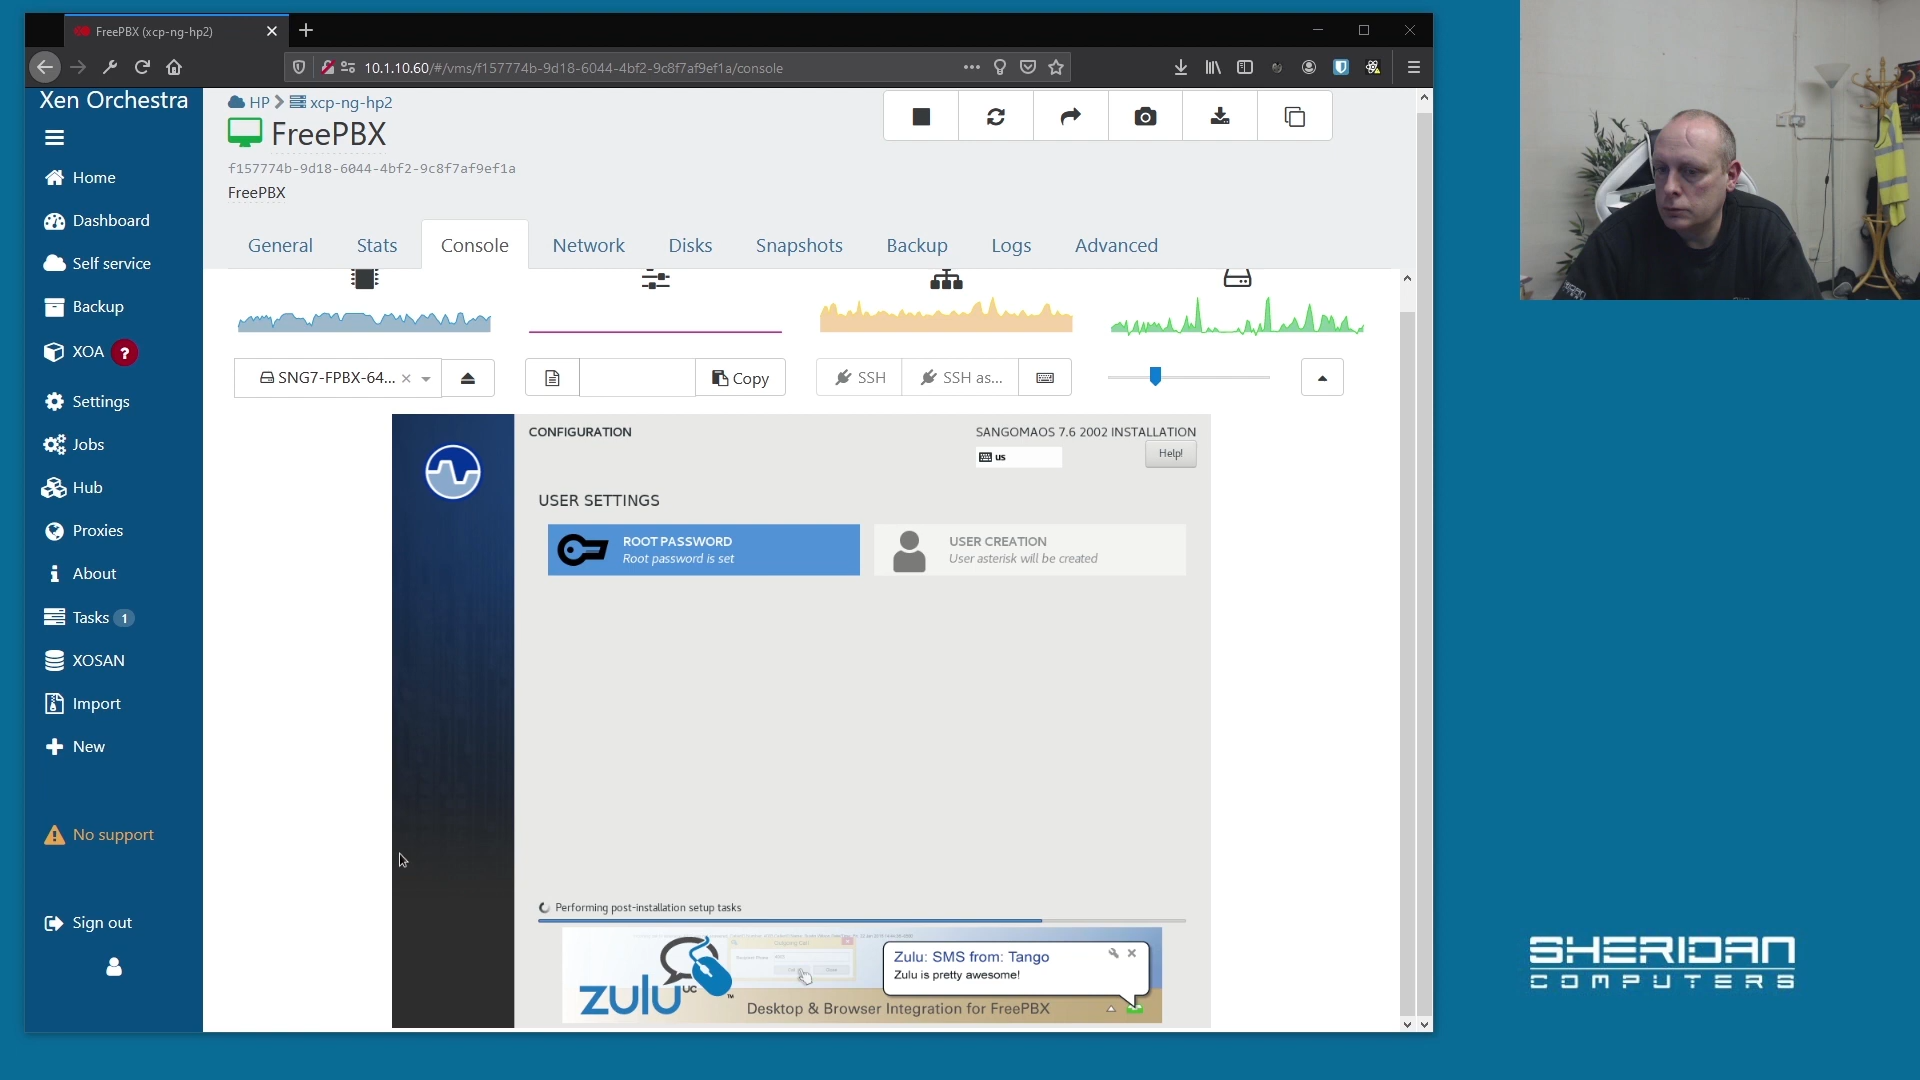 FreePBX (xcp-ng-hp2)
10.1.10.60/#/vms/f157774b-9d18-6044-4bf2-9c8f7af9ef1a/console
Xen Orchestra
HP xcp-ng-hp2
FreePBX
f157774b-9d18-6044-4bf2-9c8f7af9ef1a
FreePBX
Home
Dashboard
Self service
Backup
XOA ?
Settings
Jobs
Hub
Proxies
About
Tasks 1
XOSAN
Import
New
No support
Sign out
General Stats Console Network Disks Snapshots Backup Logs Advanced
SNG7-FPBX-64... Copy SSH SSH as...
CONFIGURATION
SANGOMAOS 7.6 2002 INSTALLATION
us
Help!
USER SETTINGS
ROOT PASSWORD
Root password is set
USER CREATION
User asterisk will be created
Performing post-installation setup tasks
zulu UC ™
Zulu: SMS from: Tango
Zulu is pretty awesome!
Desktop & Browser Integration for FreePBX
SHERIDAN
COMPUTERS